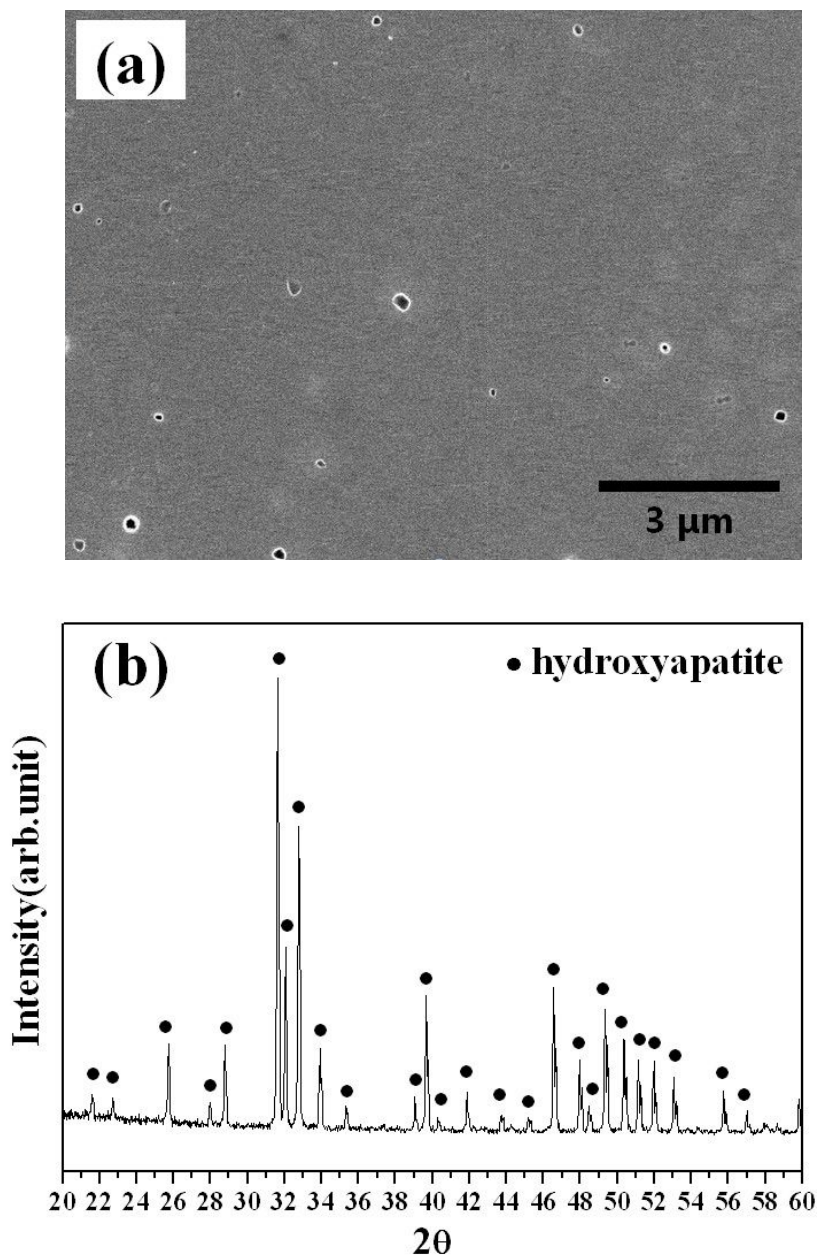 (a)
3 μm
(b)
● hydroxyapatite
Intensity(arb.unit)
20 22 24 26 28 30 32 34 36 38 40 42 44 46 48 50 52 54 56 58 60
2θ